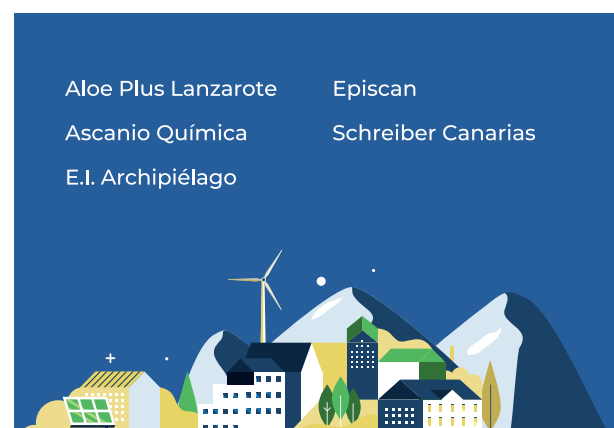 Aloe Plus Lanzarote
Ascanio Química
E.I. Archipiélago
Episcan
Schreiber Canarias